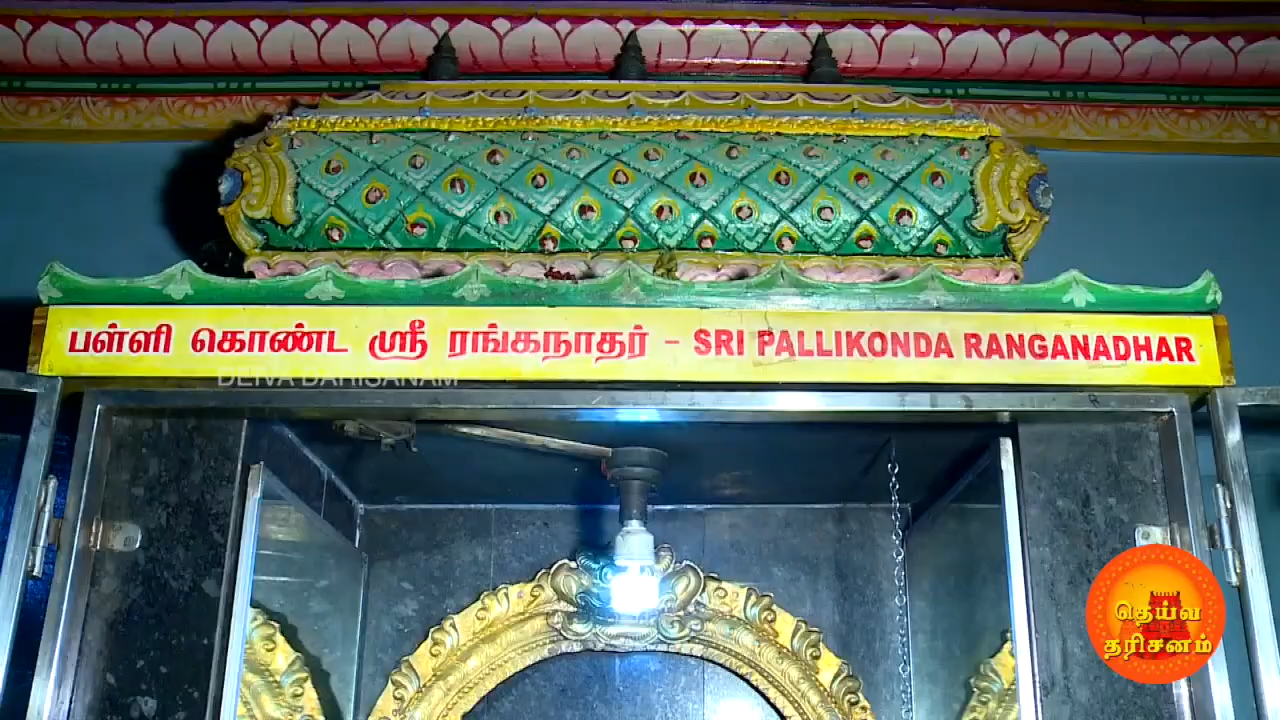 பள்ளி கொண்ட ஸ்ரீ ரங்கநாதர் - SRI PALLIKONDA RANGANADHAR
DEIVA DARISANAM
தெய்வ
தரிசனம்